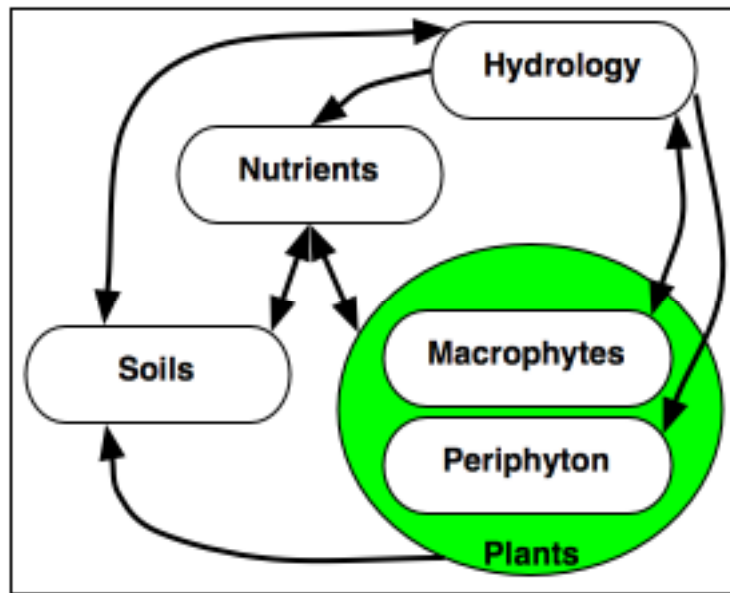 Hydrology
Nutrients
Soils
Macrophytes
Periphyton
Plants